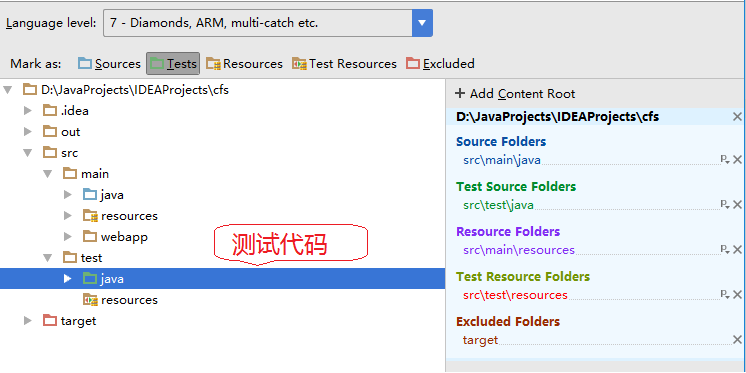 Language level: 7 - Diamonds, ARM, multi-catch etc.
Mark as: Sources Tests Resources Test Resources Excluded
D:\JavaProjects\IDEAProjects\cfs
.idea
out
src
main
java
resources
webapp
test
java
resources
target
测试代码
+ Add Content Root
D:\JavaProjects\IDEAProjects\cfs
Source Folders
src\main\java
Test Source Folders
src\test\java
Resource Folders
src\main\resources
Test Resource Folders
src\test\resources
Excluded Folders
target